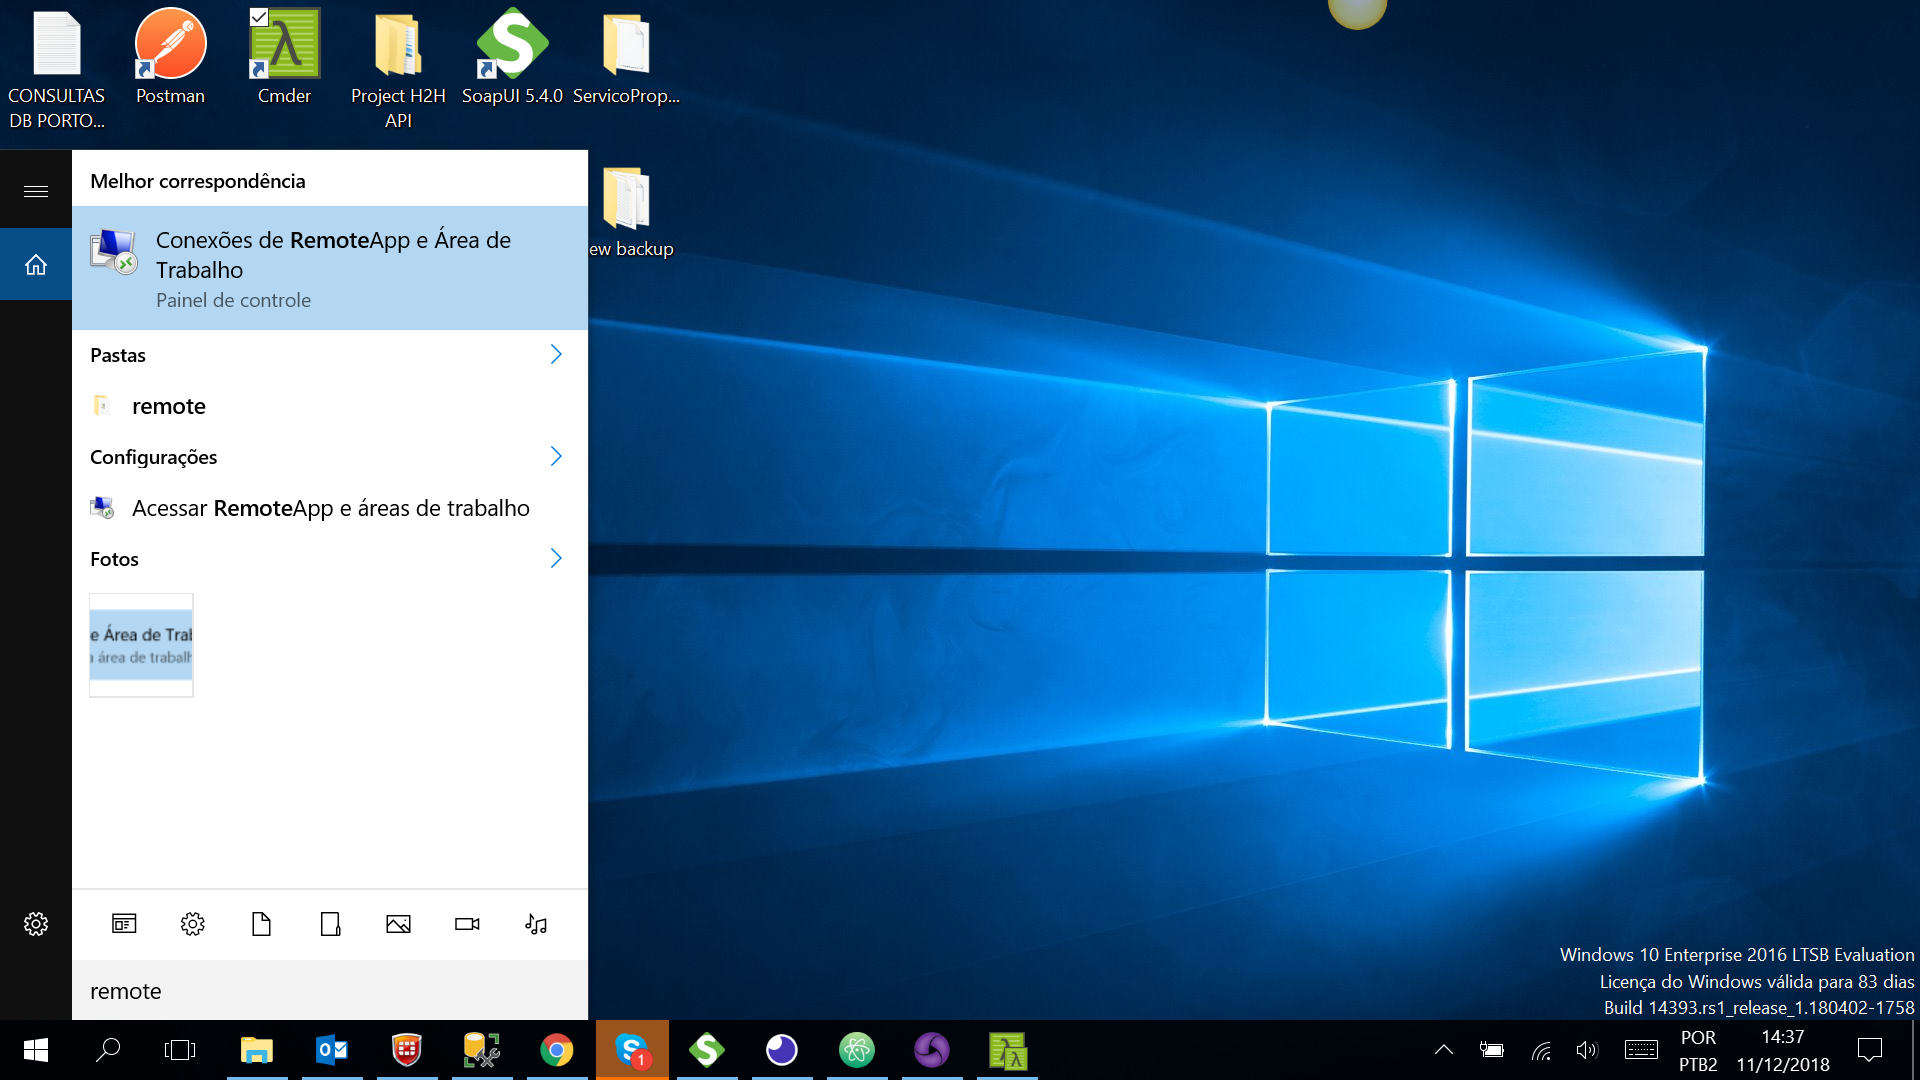 CONSULTAS
DB PORTO...
Postman
Cmder
Project H2H
API
SoapUI 5.4.0
ServicoProp...
ew backup
Melhor correspondência
Conexões de RemoteApp e Área de
Trabalho
Painel de controle
Pastas
remote
Configurações
Acessar RemoteApp e áreas de trabalho
Fotos
e Área de Trab
área de trabalh
remote
Windows 10 Enterprise 2016 LTSB Evaluation
Licença do Windows válida para 83 dias
Build 14393.rs1_release_1.180402-1758
1
POR
PTB2
14:37
11/12/2018